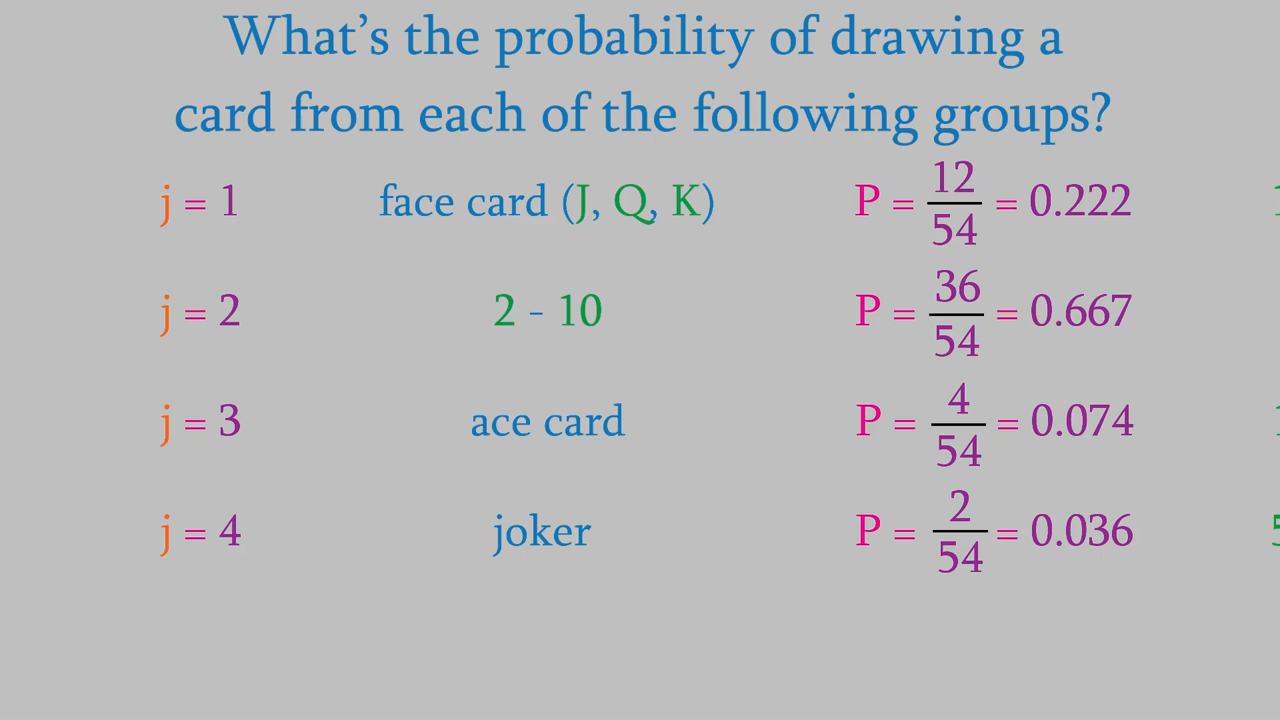 What's the probability of drawing a
card from each of the following groups?
j = 1 face card (J, Q, K) P = 12/54 = 0.222
j = 2 2 - 10 P = 36/54 = 0.667
j = 3 ace card P = 4/54 = 0.074
j = 4 joker P = 2/54 = 0.036